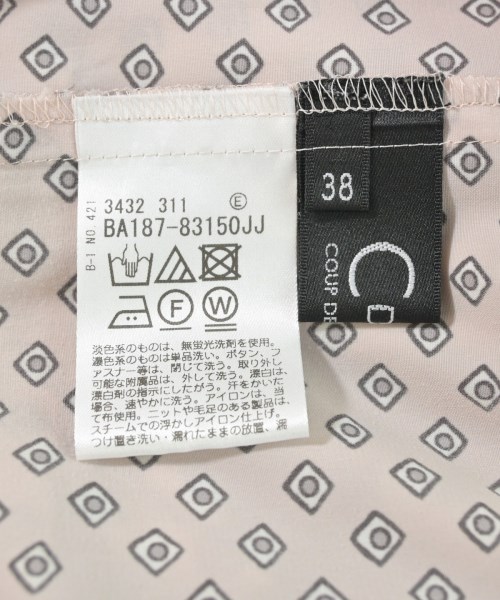 B-1 NO.421
3432 311 E
BA187-83150JJ
F W
淡色系のものは、無蛍光洗剤を使用。
濃色系のものは単品洗い。ボタン、フ
ァスナー等は、閉じて洗う。取り外し
可能な附属品は、外して洗う。漂白は、
漂白剤の指示にしたがう。汗をかいた
場合、速やかに洗う。アイロンは、当
て布使用。ニットや毛足のある製品は、
スチームでの浮かしアイロン仕上げ。
つけ置き洗い・濡れたままの放置、濡
38
C D
COUP DE